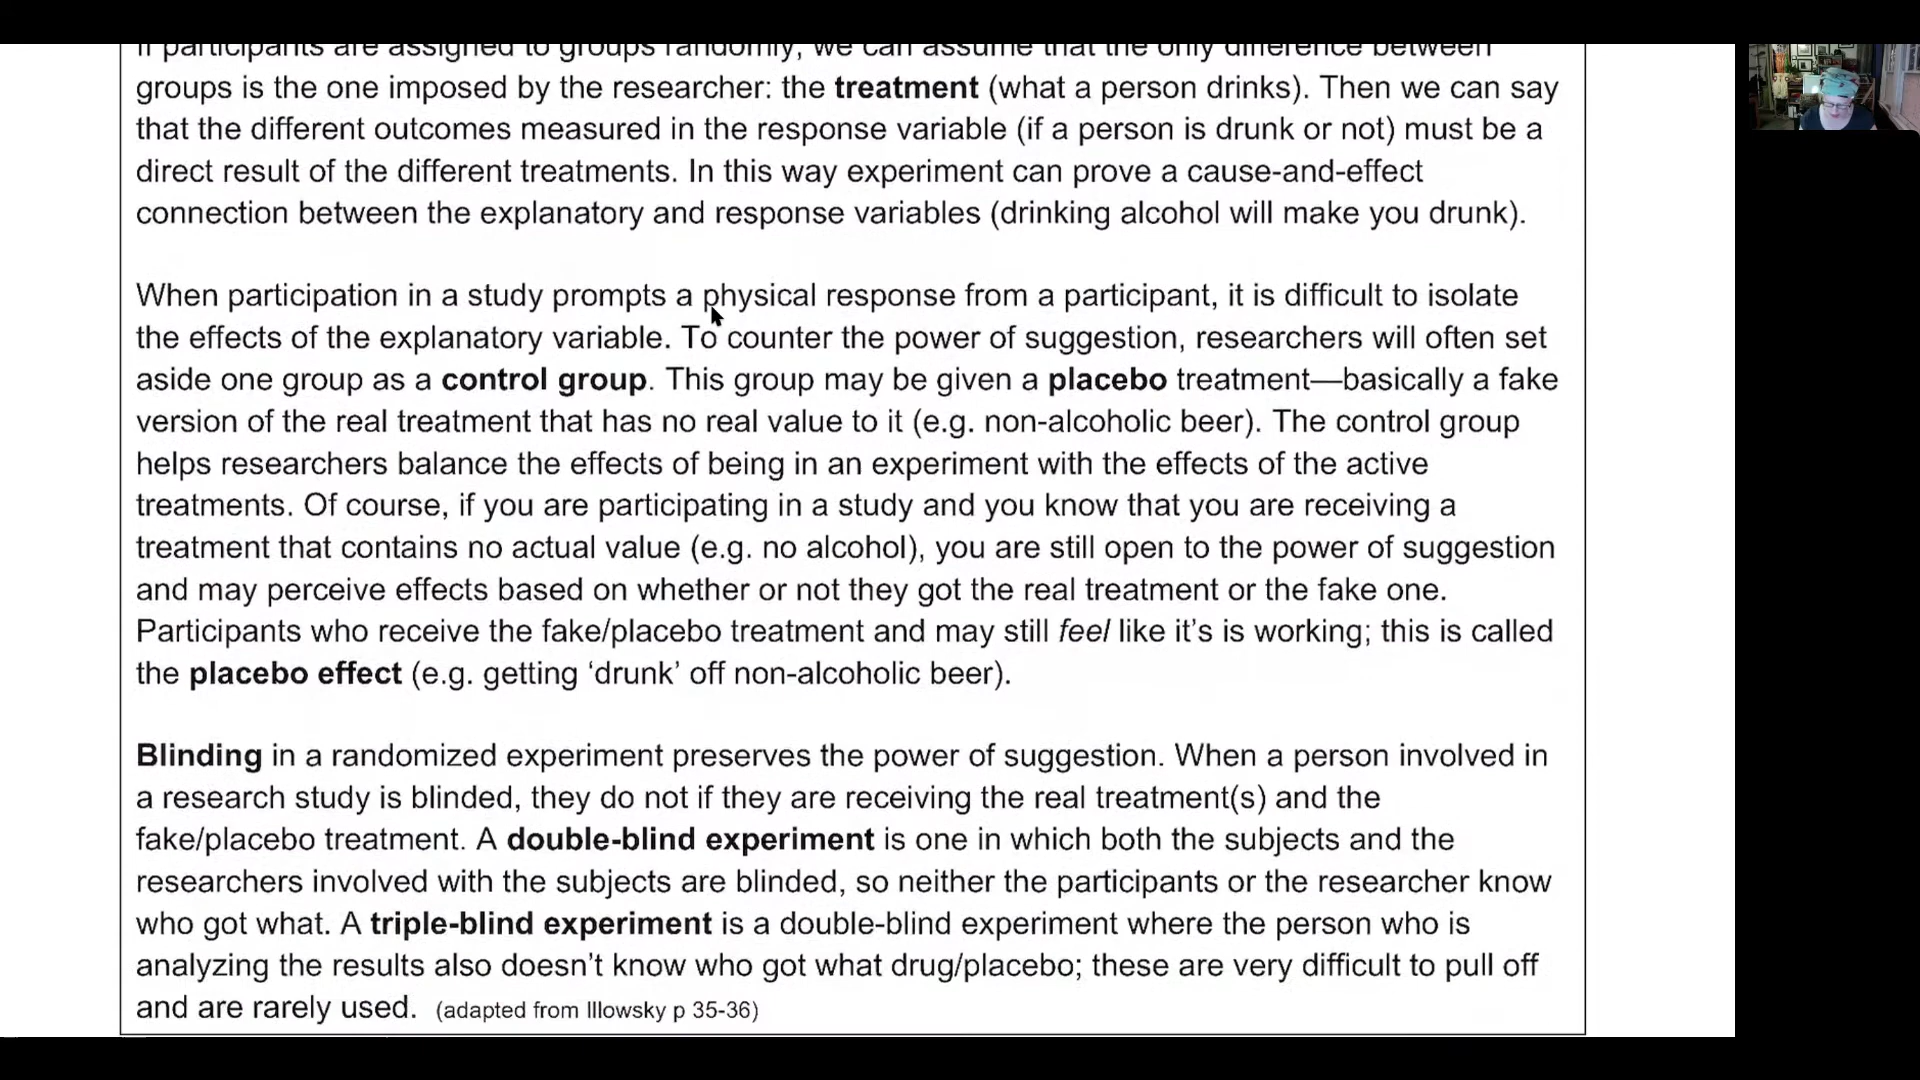 If participants are assigned to groups randomly, we can assume that the only difference between
groups is the one imposed by the researcher: the treatment (what a person drinks). Then we can say
that the different outcomes measured in the response variable (if a person is drunk or not) must be a
direct result of the different treatments. In this way experiment can prove a cause-and-effect
connection between the explanatory and response variables (drinking alcohol will make you drunk).
When participation in a study prompts a physical response from a participant, it is difficult to isolate
the effects of the explanatory variable. To counter the power of suggestion, researchers will often set
aside one group as a control group. This group may be given a placebo treatment—basically a fake
version of the real treatment that has no real value to it (e.g. non-alcoholic beer). The control group
helps researchers balance the effects of being in an experiment with the effects of the active
treatments. Of course, if you are participating in a study and you know that you are receiving a
treatment that contains no actual value (e.g. no alcohol), you are still open to the power of suggestion
and may perceive effects based on whether or not they got the real treatment or the fake one.
Participants who receive the fake/placebo treatment and may still feel like it’s is working; this is called
the placebo effect (e.g. getting ‘drunk’ off non-alcoholic beer).
Blinding in a randomized experiment preserves the power of suggestion. When a person involved in
a research study is blinded, they do not if they are receiving the real treatment(s) and the
fake/placebo treatment. A double-blind experiment is one in which both the subjects and the
researchers involved with the subjects are blinded, so neither the participants or the researcher know
who got what. A triple-blind experiment is a double-blind experiment where the person who is
analyzing the results also doesn’t know who got what drug/placebo; these are very difficult to pull off
and are rarely used. (adapted from Illowsky p 35-36)